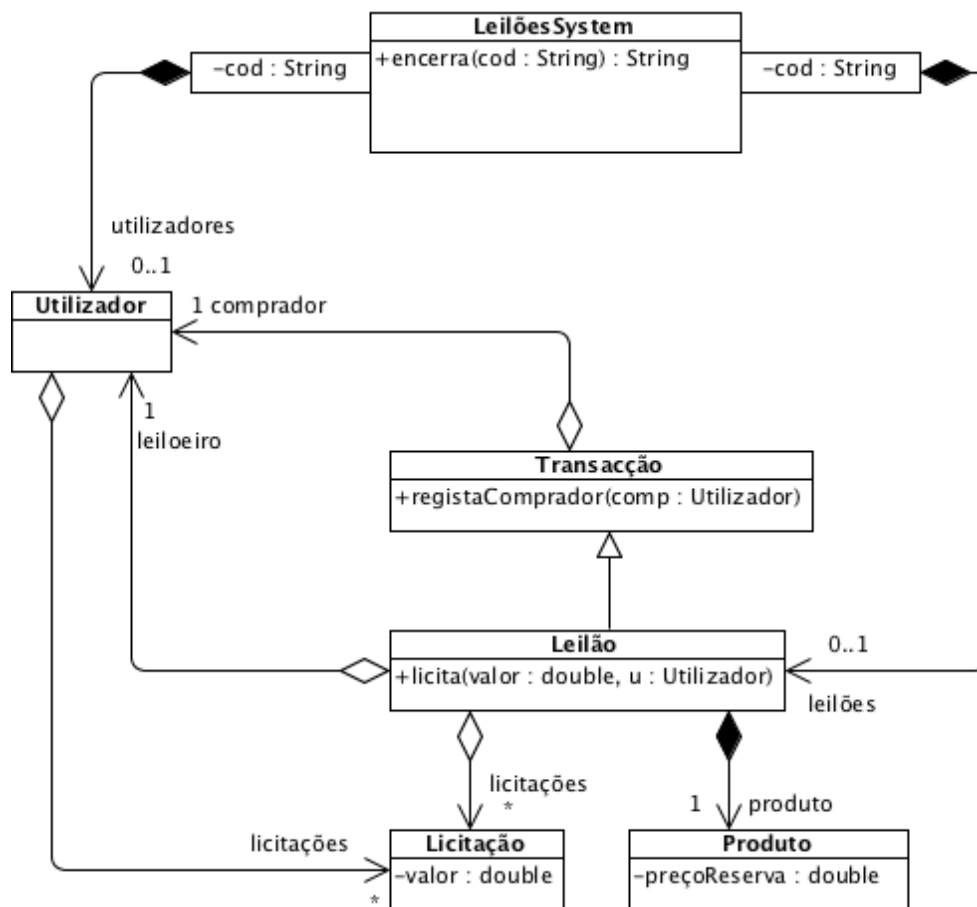 LeilõesSystem
-cod : String
+encerra(cod : String) : String
-cod : String
utilizadores
0..1
Utilizador
1 comprador
1
leiloeiro
Transacção
+registaComprador(comp : Utilizador)
Leilão
+licita(valor : double, u : Utilizador)
0..1
leilões
licitações
*
1 produto
licitações
*
Licitação
-valor : double
Produto
-preçoReserva : double